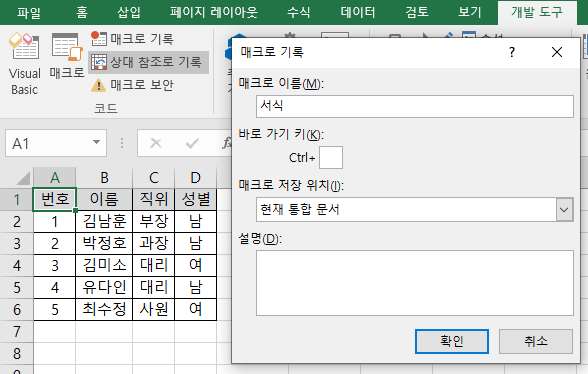 파일 홈 삽입 페이지 레이아웃 수식 데이터 검토 보기 개발 도구
Visual Basic
매크로
매크로 기록
상대 참조로 기록
매크로 보안
코드
A1
매크로 기록 ? ×
매크로 이름(M):
서식
바로 가기 키(K):
Ctrl+
매크로 저장 위치(I):
현재 통합 문서
설명(D):
확인 취소
A B C D
1 번호 이름 직위 성별
2 1 김남훈 부장 남
3 2 박정호 과장 남
4 3 김미소 대리 여
5 4 유다인 대리 남
6 5 최수정 사원 여
7
8